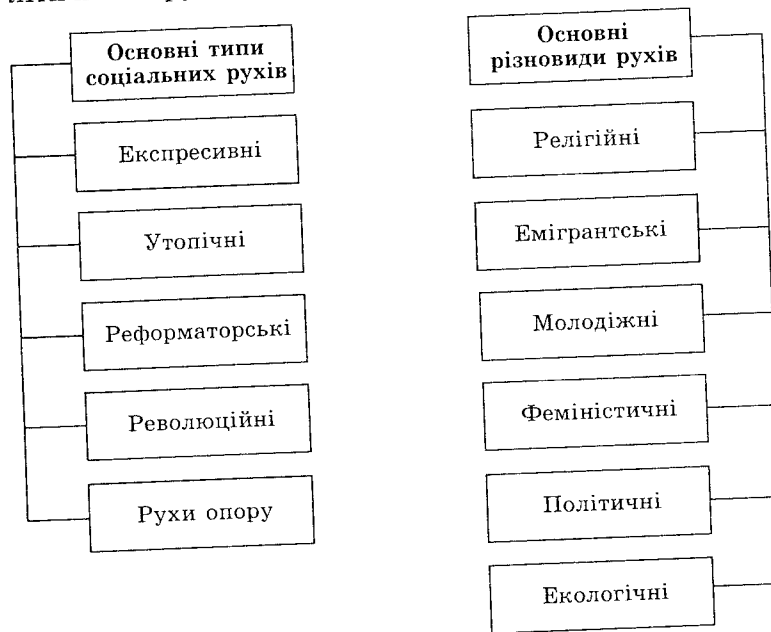 Основні типи
соціальних рухів
Експресивні
Утопічні
Реформаторські
Революційні
Рухи опору
Основні
різновиди рухів
Релігійні
Емігрантські
Молодіжні
Феміністичні
Політичні
Екологічні